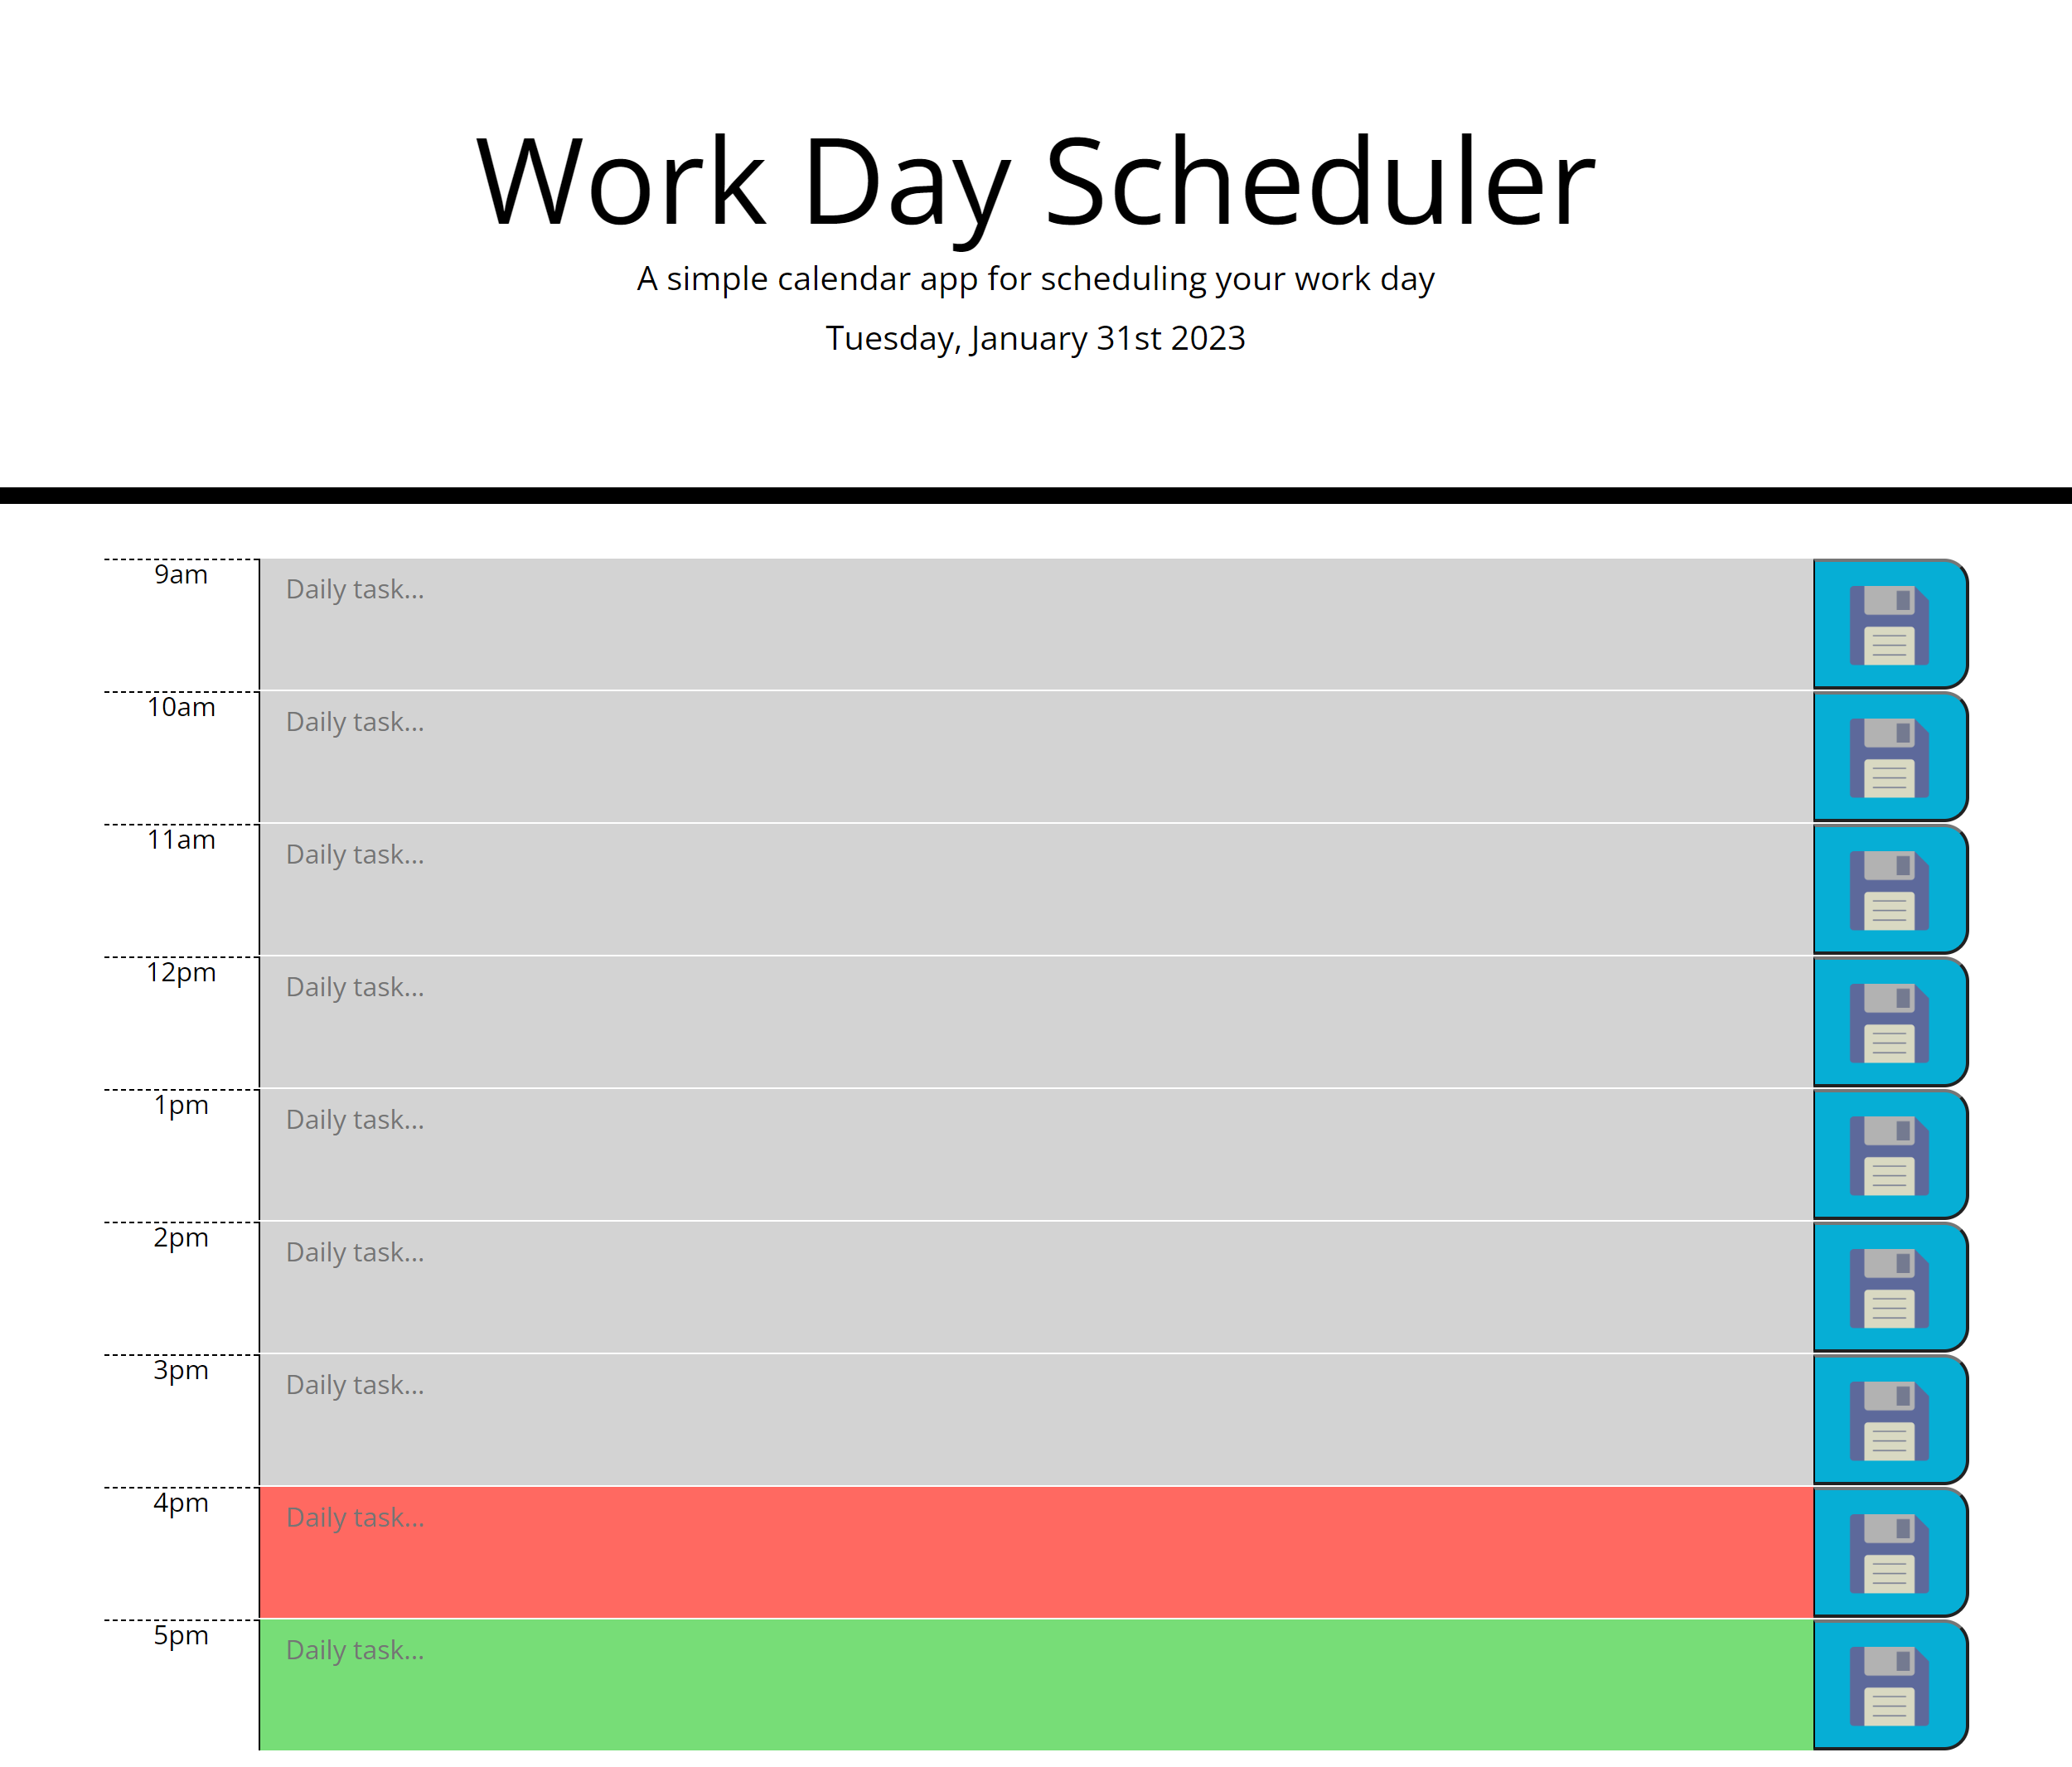 Work Day Scheduler
A simple calendar app for scheduling your work day
Tuesday, January 31st 2023
9am
Daily task...
10am
Daily task...
11am
Daily task...
12pm
Daily task...
1pm
Daily task...
2pm
Daily task...
3pm
Daily task...
4pm
Daily task...
5pm
Daily task...